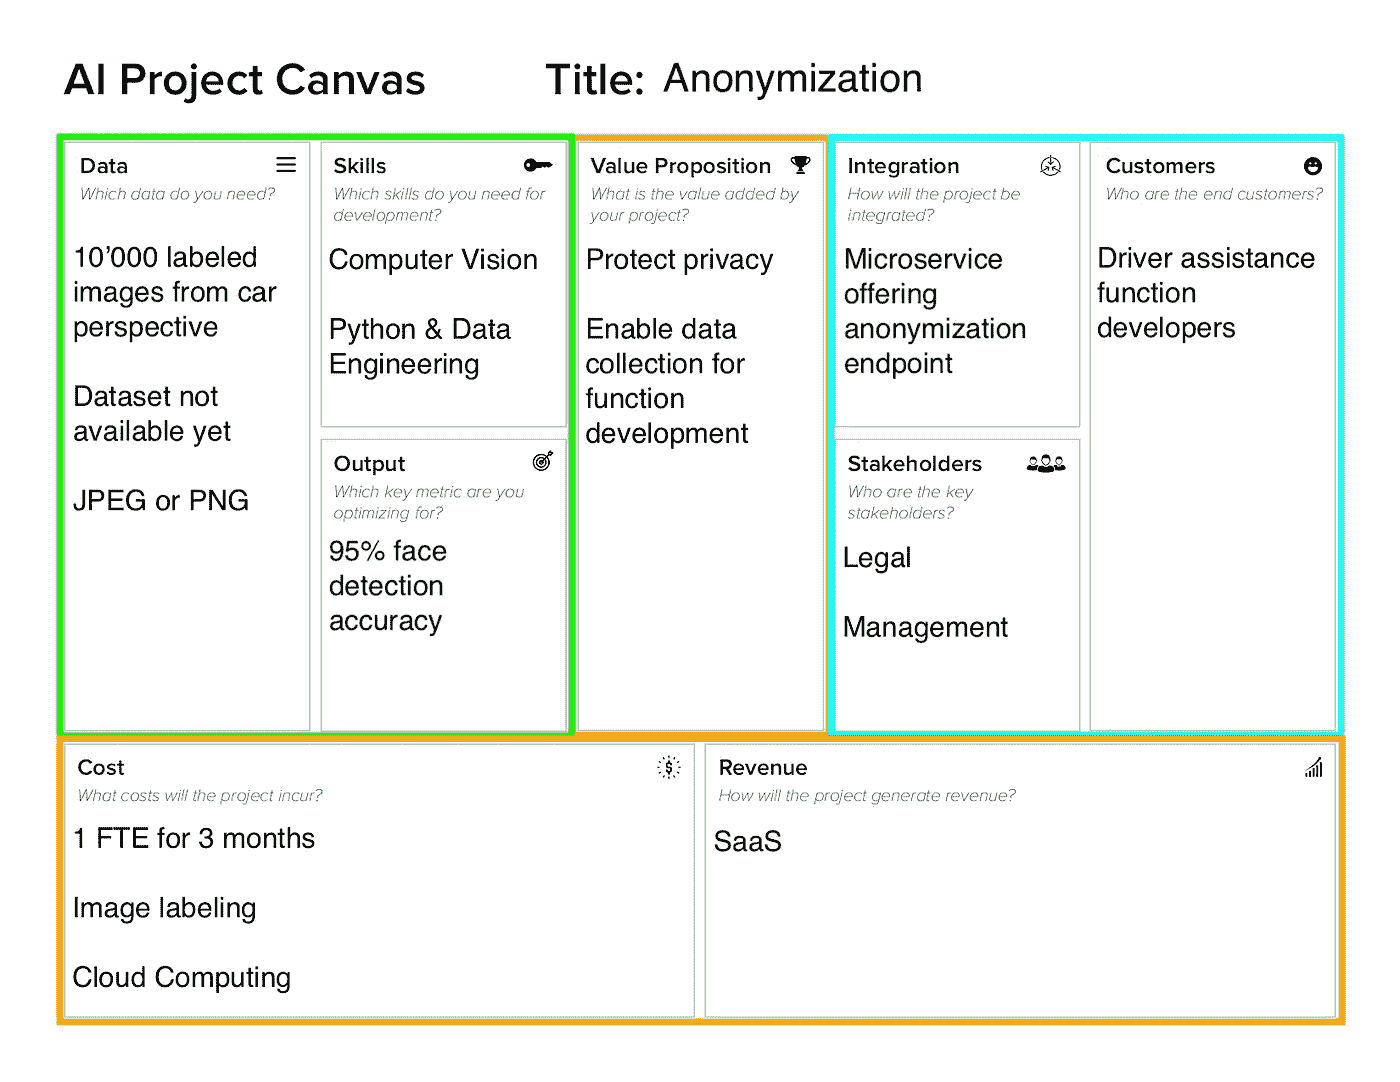 AI Project Canvas
Title: Anonymization
Data
Which data do you need?
10’000 labeled
images from car
perspective
Dataset not
available yet
JPEG or PNG
Skills
Which skills do you need for
development?
Computer Vision
Python & Data
Engineering
Output
Which key metric are you
optimizing for?
95% face
detection
accuracy
Value Proposition
What is the value added by
your project?
Protect privacy
Enable data
collection for
function
development
Integration
How will the project be
integrated?
Microservice
offering
anonymization
endpoint
Stakeholders
Who are the key
stakeholders?
Legal
Management
Customers
Who are the end customers?
Driver assistance
function
developers
Cost
What costs will the project incur?
1 FTE for 3 months
Image labeling
Cloud Computing
Revenue
How will the project generate revenue?
SaaS